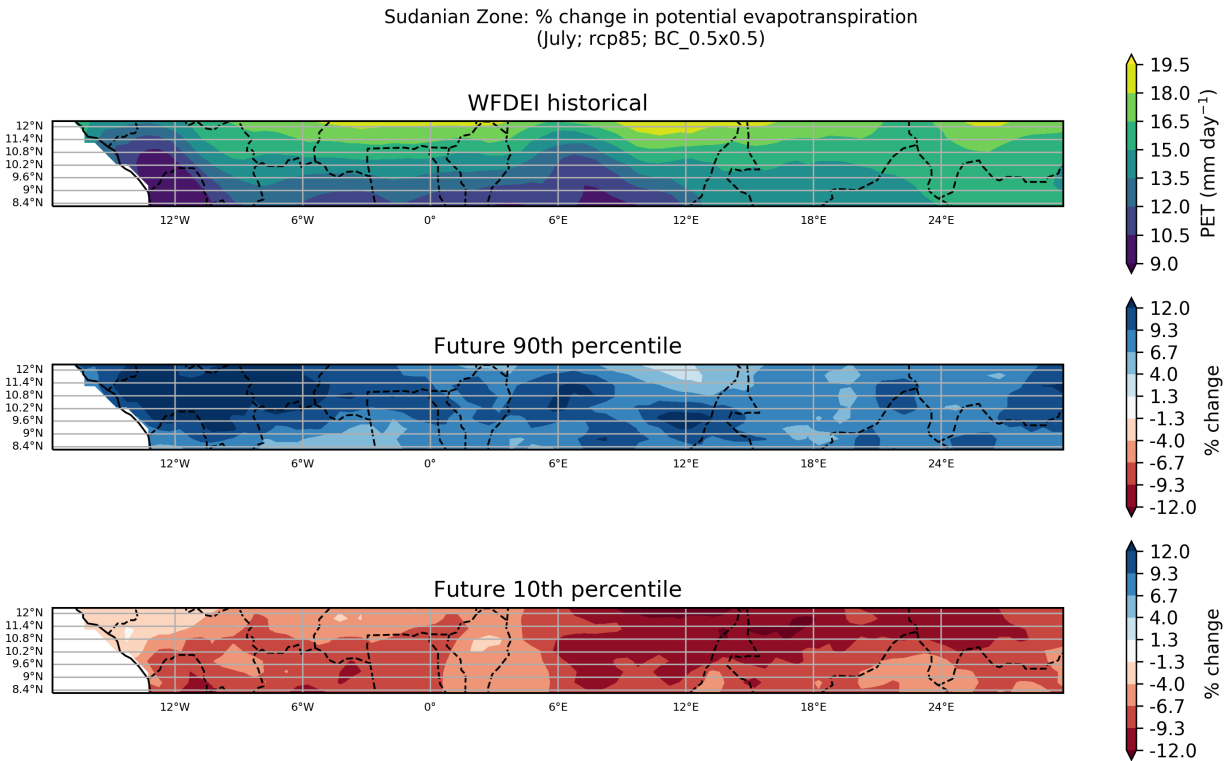 Sudanian Zone: % change in potential evapotranspiration
(July; rcp85; BC_0.5x0.5)
WFDEI historical
12°N
11.4°N
10.8°N
10.2°N
9.6°N
9°N
8.4°N
12°W 6°W 0° 6°E 12°E 18°E 24°E
19.5
18.0
16.5
15.0
13.5
12.0
10.5
9.0
PET (mm day⁻¹)
Future 90th percentile
12°N
11.4°N
10.8°N
10.2°N
9.6°N
9°N
8.4°N
12°W 6°W 0° 6°E 12°E 18°E 24°E
12.0
9.3
6.7
4.0
1.3
-1.3
-4.0
-6.7
-9.3
-12.0
% change
Future 10th percentile
12°N
11.4°N
10.8°N
10.2°N
9.6°N
9°N
8.4°N
12°W 6°W 0° 6°E 12°E 18°E 24°E
12.0
9.3
6.7
4.0
1.3
-1.3
-4.0
-6.7
-9.3
-12.0
% change